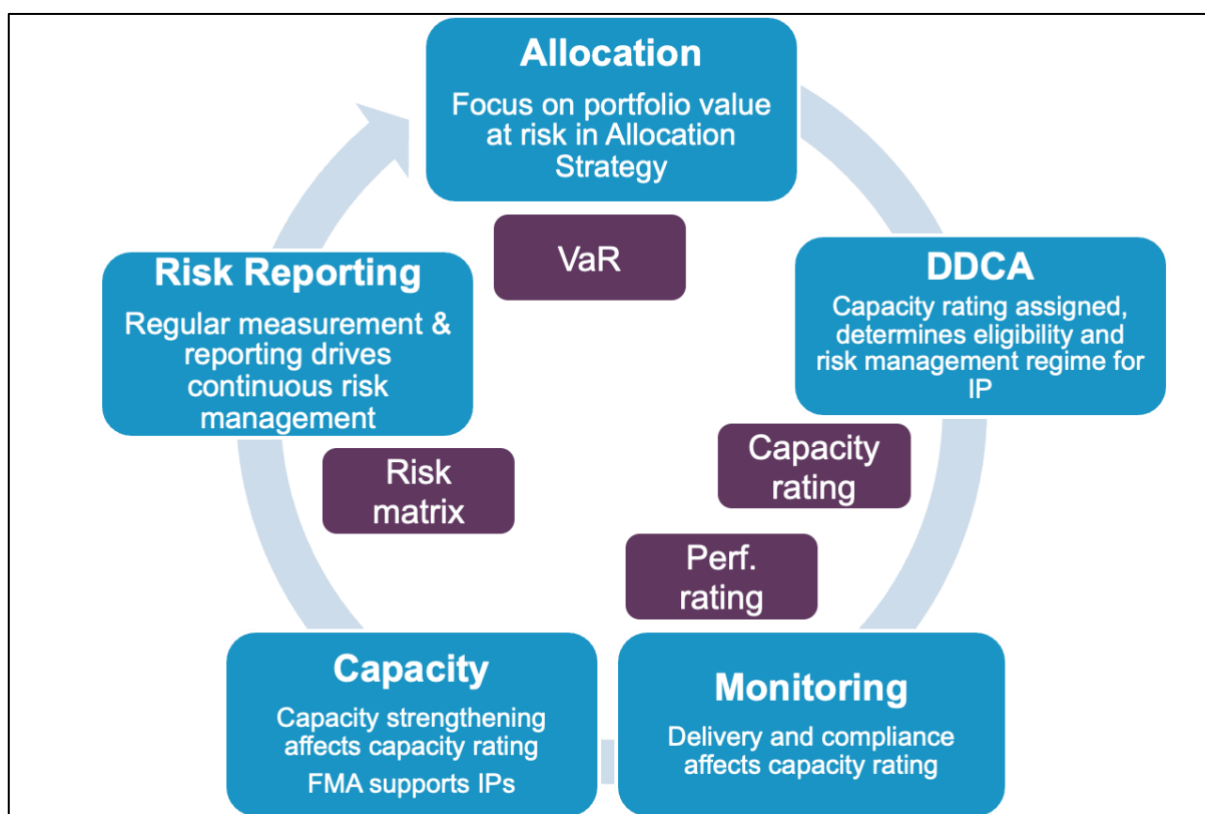 Allocation
Focus on portfolio value
at risk in Allocation
Strategy
VaR
DDCA
Capacity rating assigned,
determines eligibility and
risk management regime for
IP
Capacity
rating
Perf.
rating
Monitoring
Delivery and compliance
affects capacity rating
Capacity
Capacity strengthening
affects capacity rating
FMA supports IPs
Risk
matrix
Risk Reporting
Regular measurement &
reporting drives
continuous risk
management